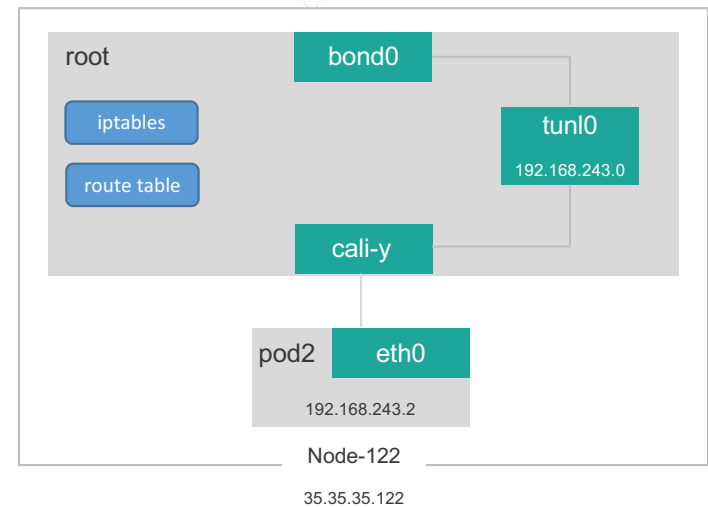 root
bond0
iptables
tunl0
192.168.243.0
route table
cali-y
pod2
eth0
192.168.243.2
Node-122
35.35.35.122